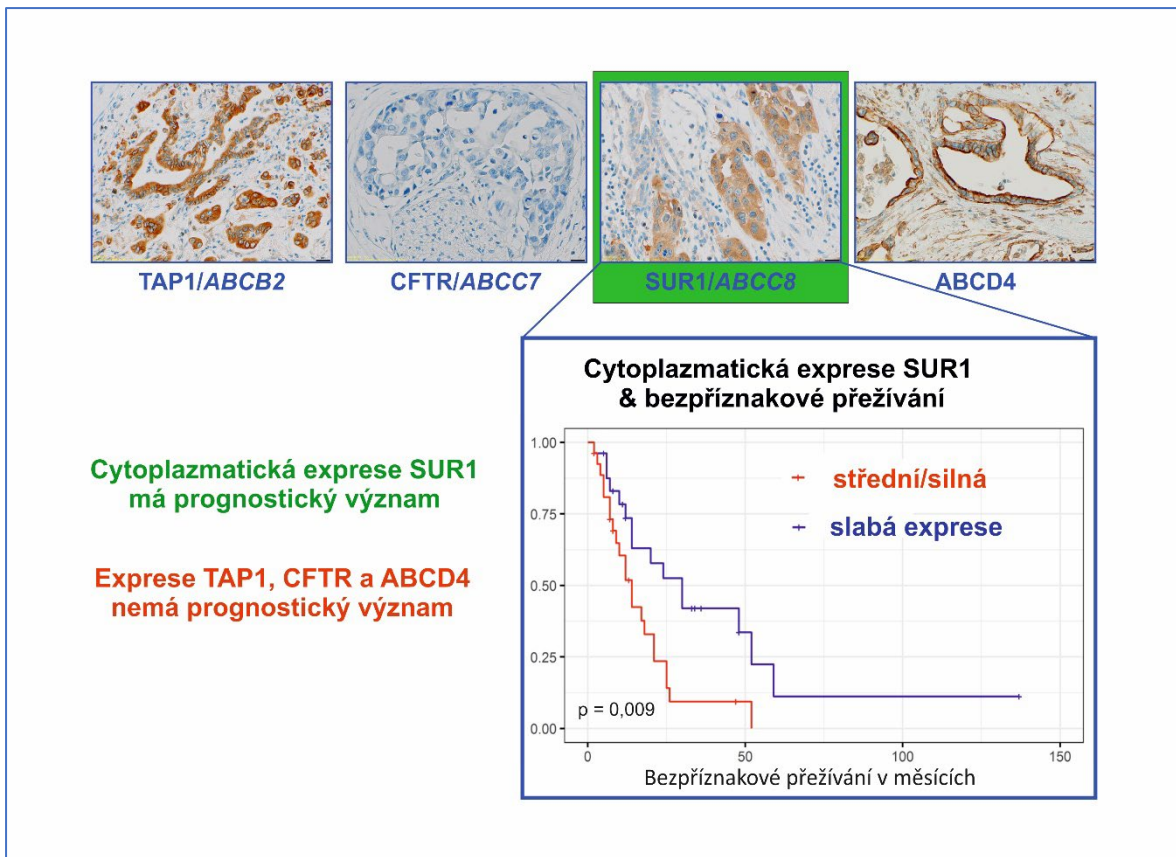 TAP1/ABCB2
CFTR/ABCC7
SUR1/ABCC8
ABCD4
Cytoplazmatická exprese SUR1
má prognostický význam
Exprese TAP1, CFTR a ABCD4
nemá prognostický význam
Cytoplazmatická exprese SUR1
& bezpříznakové přežívání
1.00
0.75
0.50
0.25
0.00
střední/silná
slabá exprese
p = 0,009
0
50
100
150
Bezpříznakové přežívání v měsících